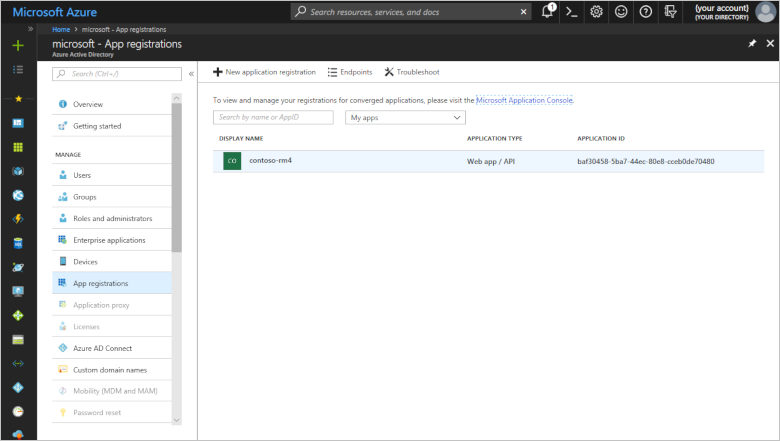 Microsoft Azure
Search resources, services, and docs
1
{your account}
{YOUR DIRECTORY}
Home > microsoft - App registrations
microsoft - App registrations
Azure Active Directory
Search (Ctrl+/)
Overview
Getting started
MANAGE
Users
Groups
Roles and administrators
Enterprise applications
Devices
App registrations
Application proxy
Licenses
Azure AD Connect
Custom domain names
Mobility (MDM and MAM)
Password reset
New application registration
Endpoints
Troubleshoot
To view and manage your registrations for converged applications, please visit the Microsoft Application Console.
Search by name or AppID
My apps
DISPLAY NAME
APPLICATION TYPE
APPLICATION ID
CO
contoso-rm4
Web app / API
baf30458-5ba7-44ec-80e8-cceb0de70480